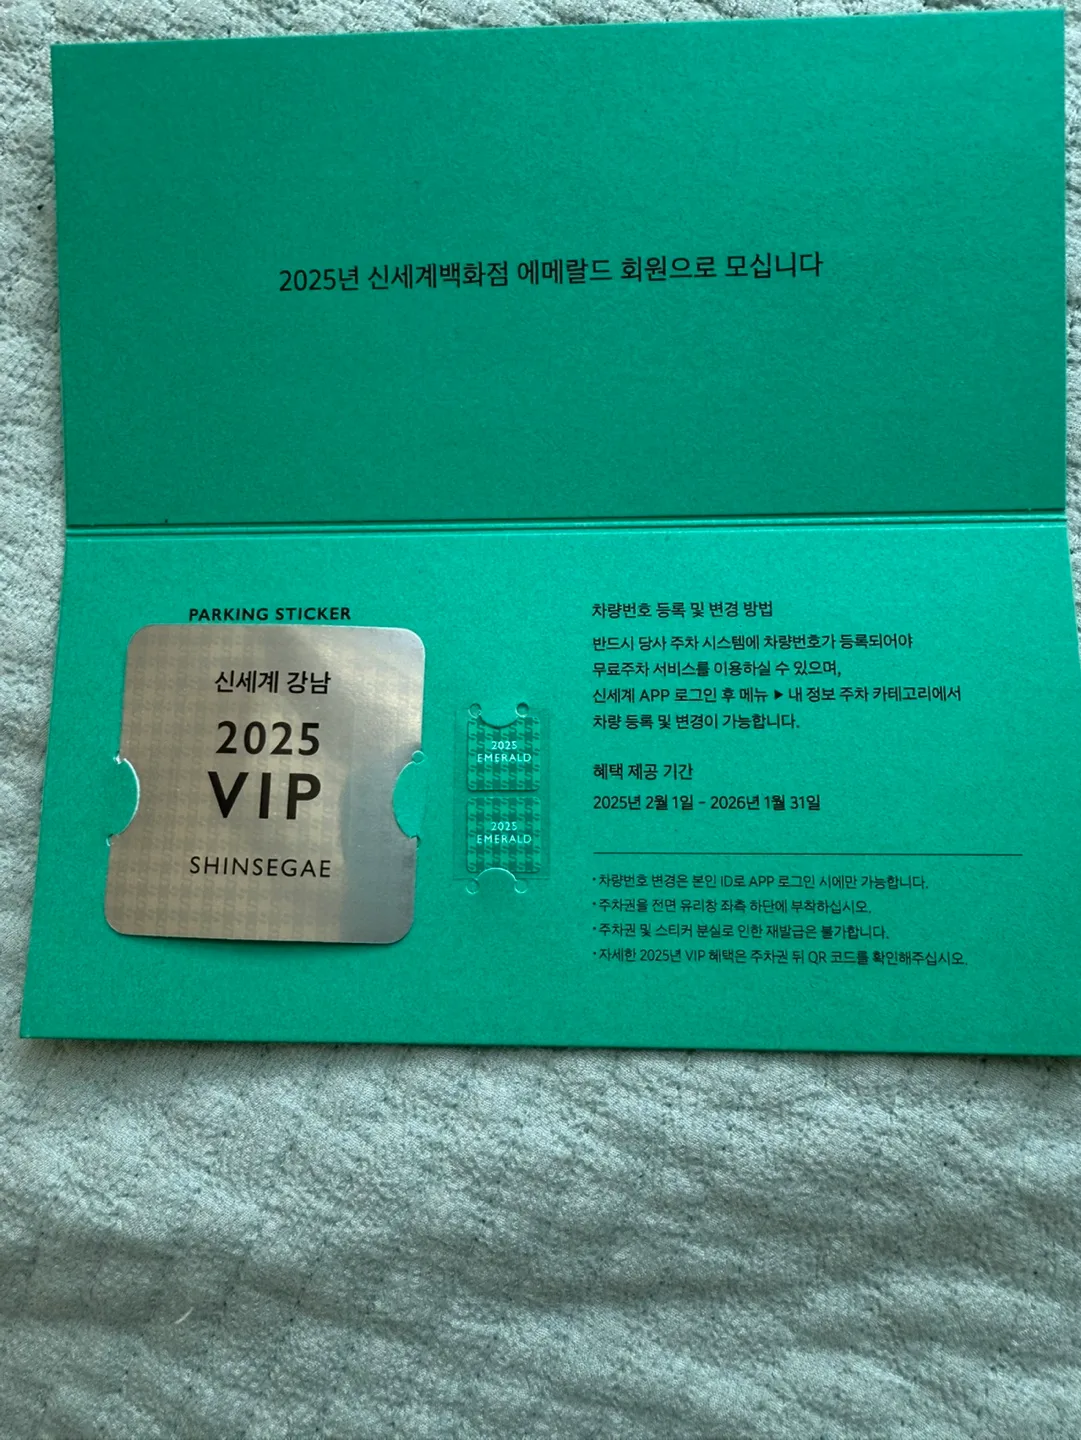 2025년 신세계백화점 에메랄드 회원으로 모십니다
PARKING STICKER
신세계 강남
2025
VIP
SHINSEGAE
2025
EMERALD
2025
EMERALD
차량번호 등록 및 변경 방법
반드시 당사 주차 시스템에 차량번호가 등록되어야
무료주차 서비스를 이용하실 수 있으며,
신세계 APP 로그인 후 메뉴 ▶ 내 정보 주차 카테고리에서
차량 등록 및 변경이 가능합니다.
혜택 제공 기간
2025년 2월 1일 - 2026년 1월 31일
• 차량번호 변경은 본인 ID로 APP 로그인 시에만 가능합니다.
• 주차권을 전면 유리창 좌측 하단에 부착하십시오.
• 주차권 및 스티커 분실로 인한 재발급은 불가합니다.
• 자세한 2025년 VIP 혜택은 주차권 뒤 QR 코드를 확인해주십시오.